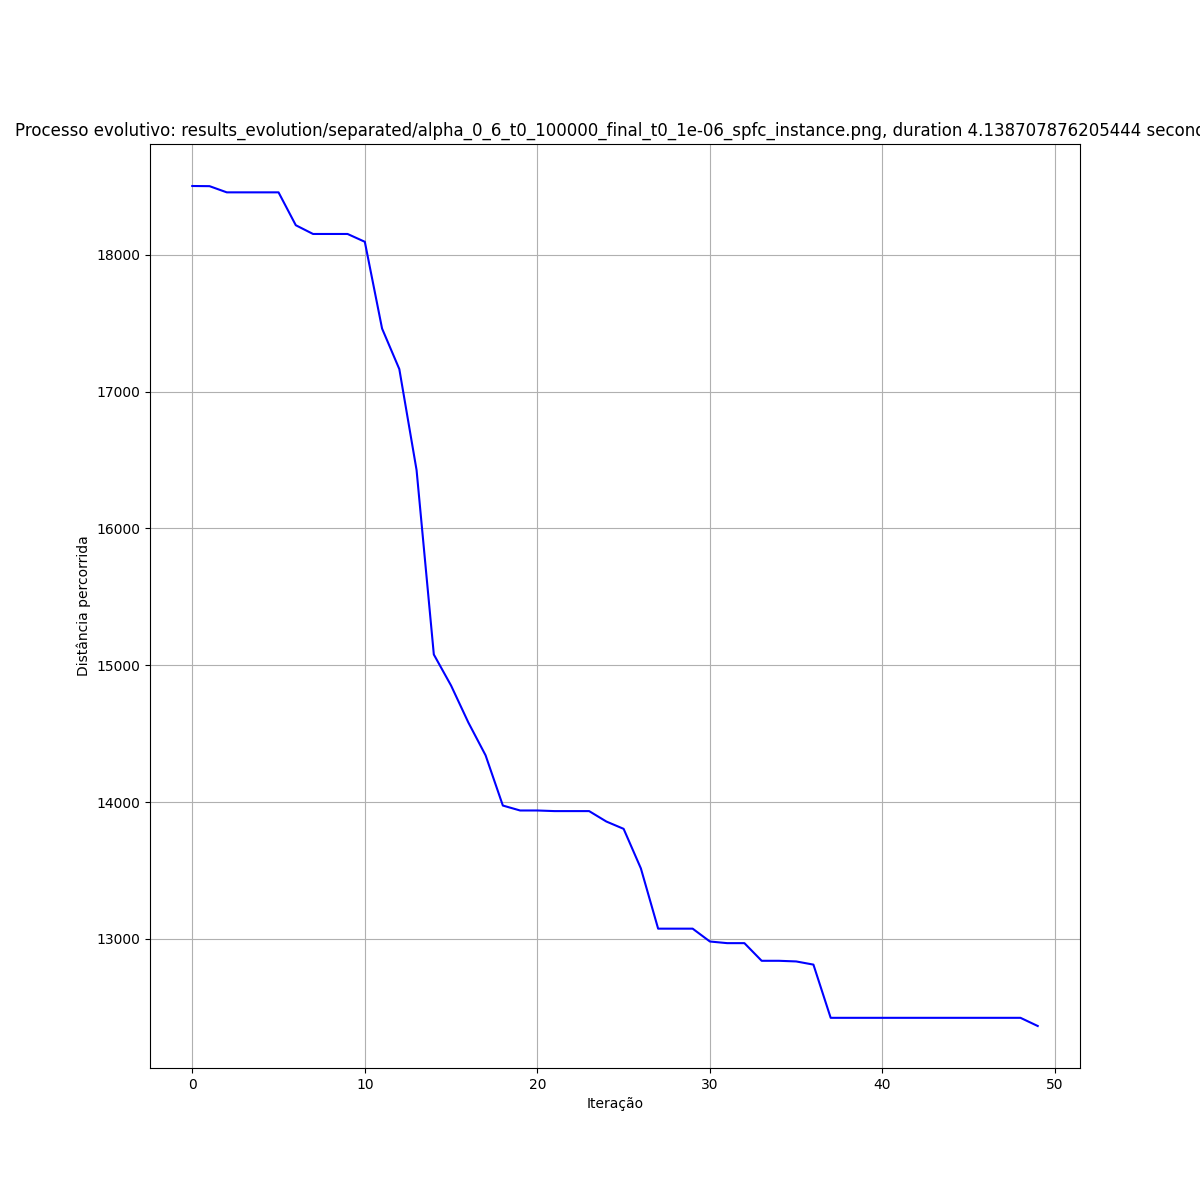 Processo evolutivo: results_evolution/separated/alpha_0_6_t0_100000_final_t0_1e-06_spfc_instance.png, duration 4.138707876205444 secon
18000
17000
16000
15000
14000
13000
Distância percorrida
0 10 20 30 40 50
Iteração